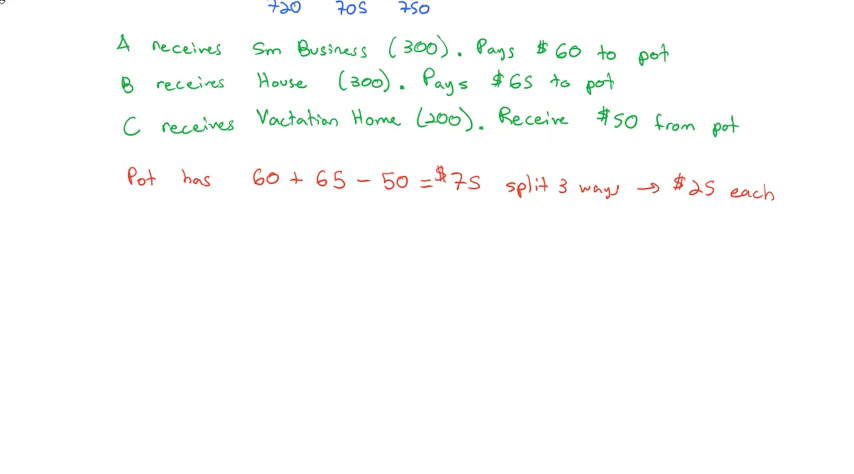 720 705 750
A receives Sm Business (300). Pays $60 to pot
B receives House (300). Pays $65 to pot
C receives Vactation Home (200). Receive $50 from pot
Pot has 60 + 65 - 50 = $75 split 3 ways → $25 each